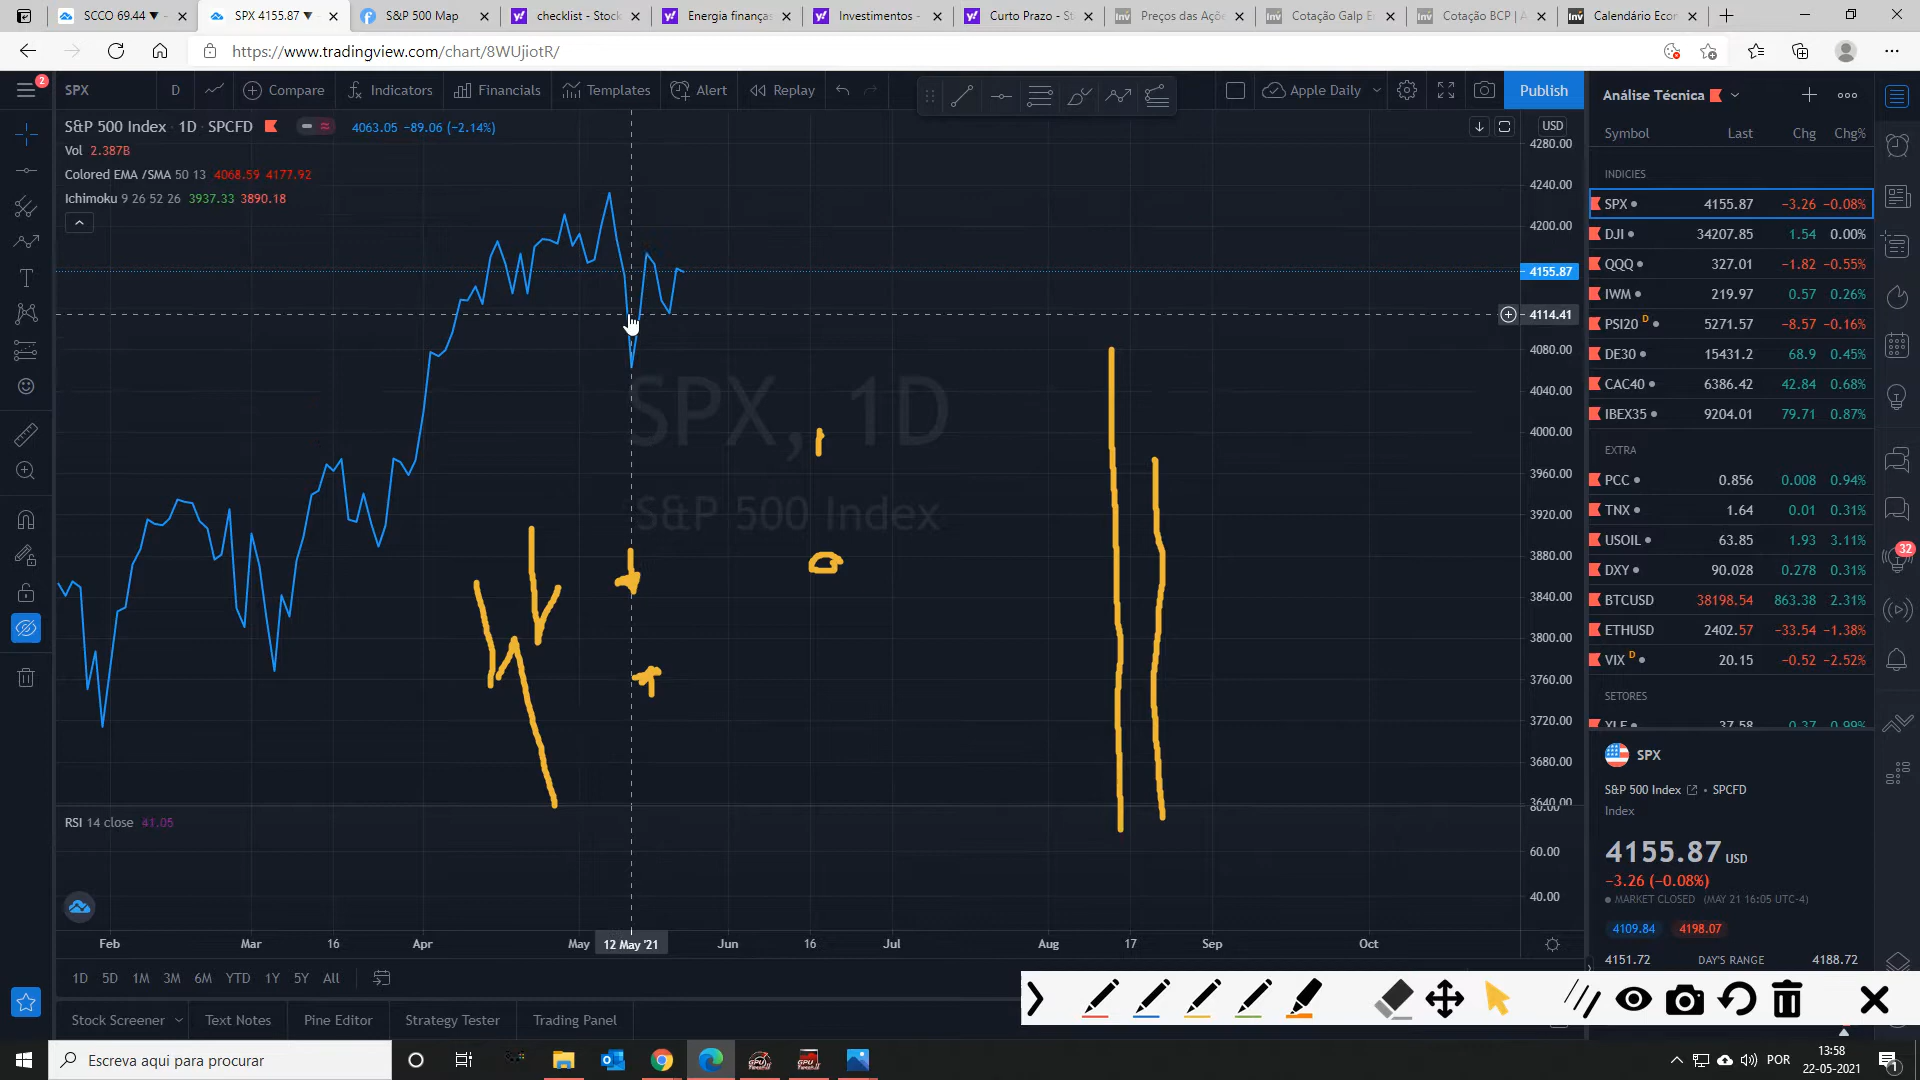 SCCO 69.44 ▼
SPX 4155.87 ▼
S&P 500 Map
checklist - Stock
Energia finanças
Investimentos -
Curto Prazo - St
Preços das Açõe
Cotação Galp E
Cotação BCP | A
Calendário Econ
https://www.tradingview.com/chart/8WUjiotR/
2
SPX
D
Compare
Indicators
Financials
Templates
Alert
Replay
Apple Daily
Publish
S&P 500 Index · 1D · SPCFD
4063.05 −89.06 (−2.14%)
Vol 2.387B
Colored EMA /SMA 50 13 4068.59 4177.92
Ichimoku 9 26 52 26 3937.33 3890.18
SPX, 1D
S&P 500 Index
USD
4280.00
4240.00
4200.00
4155.87
4114.41
4080.00
4040.00
4000.00
3960.00
3920.00
3880.00
3840.00
3800.00
3760.00
3720.00
3680.00
3640.00
80.00
60.00
40.00
RSI 14 close 41.05
Feb
Mar
16
Apr
May
12 May '21
Jun
16
Jul
Aug
17
Sep
Oct
1D 5D 1M 3M 6M YTD 1Y 5Y All
Stock Screener
Text Notes
Pine Editor
Strategy Tester
Trading Panel
Análise Técnica
Symbol Last Chg Chg%
INDICIES
SPX 4155.87 −3.26 −0.08%
DJI 34207.85 1.54 0.00%
QQQ 327.01 −1.82 −0.55%
IWM 219.97 0.57 0.26%
PSI20 D 5271.57 −8.57 −0.16%
DE30 15431.2 68.9 0.45%
CAC40 6386.42 42.84 0.68%
IBEX35 9204.01 79.71 0.87%
EXTRA
PCC 0.856 0.008 0.94%
TNX 1.64 0.01 0.31%
USOIL 63.85 1.93 3.11%
DXY 90.028 0.278 0.31%
BTCUSD 38198.54 863.38 2.31%
ETHUSD 2402.57 −33.54 −1.38%
VIX D 20.15 −0.52 −2.52%
SETORES
XLE 37.58 0.37 0.99%
SPX
S&P 500 Index • SPCFD
Index
4155.87 USD
−3.26 (−0.08%)
MARKET CLOSED (MAY 21 16:05 UTC-4)
4109.84 4198.07
4151.72 DAY'S RANGE 4188.72
32
Escreva aqui para procurar
POR
13:58
22-05-2021
1